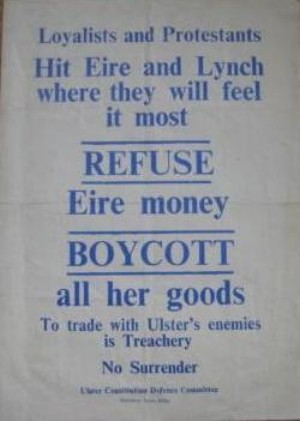 Loyalists and Protestants
Hit Eire and Lynch
where they will feel
it most
REFUSE
Eire money
BOYCOTT
all her goods
To trade with Ulster's enemies
is Treachery
No Surrender
Ulster Constitution Defence Committee